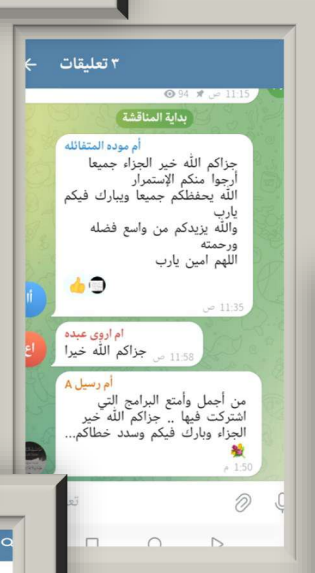 ٣ تعليقات
94 11:15 ص
بداية المناقشة
أم موده المتفائله
جزاكم الله خير الجزاء جميعا
أرجوا منكم الإستمرار
الله يحفظكم جميعا ويبارك فيكم
يارب
والله يزيدكم من واسع فضله
ورحمته
اللهم امين يارب
11:35 ص
ام اروى عبده
جزاكم الله خيرا 11:58 ص
أم رسيل A
من أجمل وأمتع البرامج التي
اشتركت فيها .. جزاكم الله خير
الجزاء وبارك فيكم وسدد خطاكم...
1:50 م